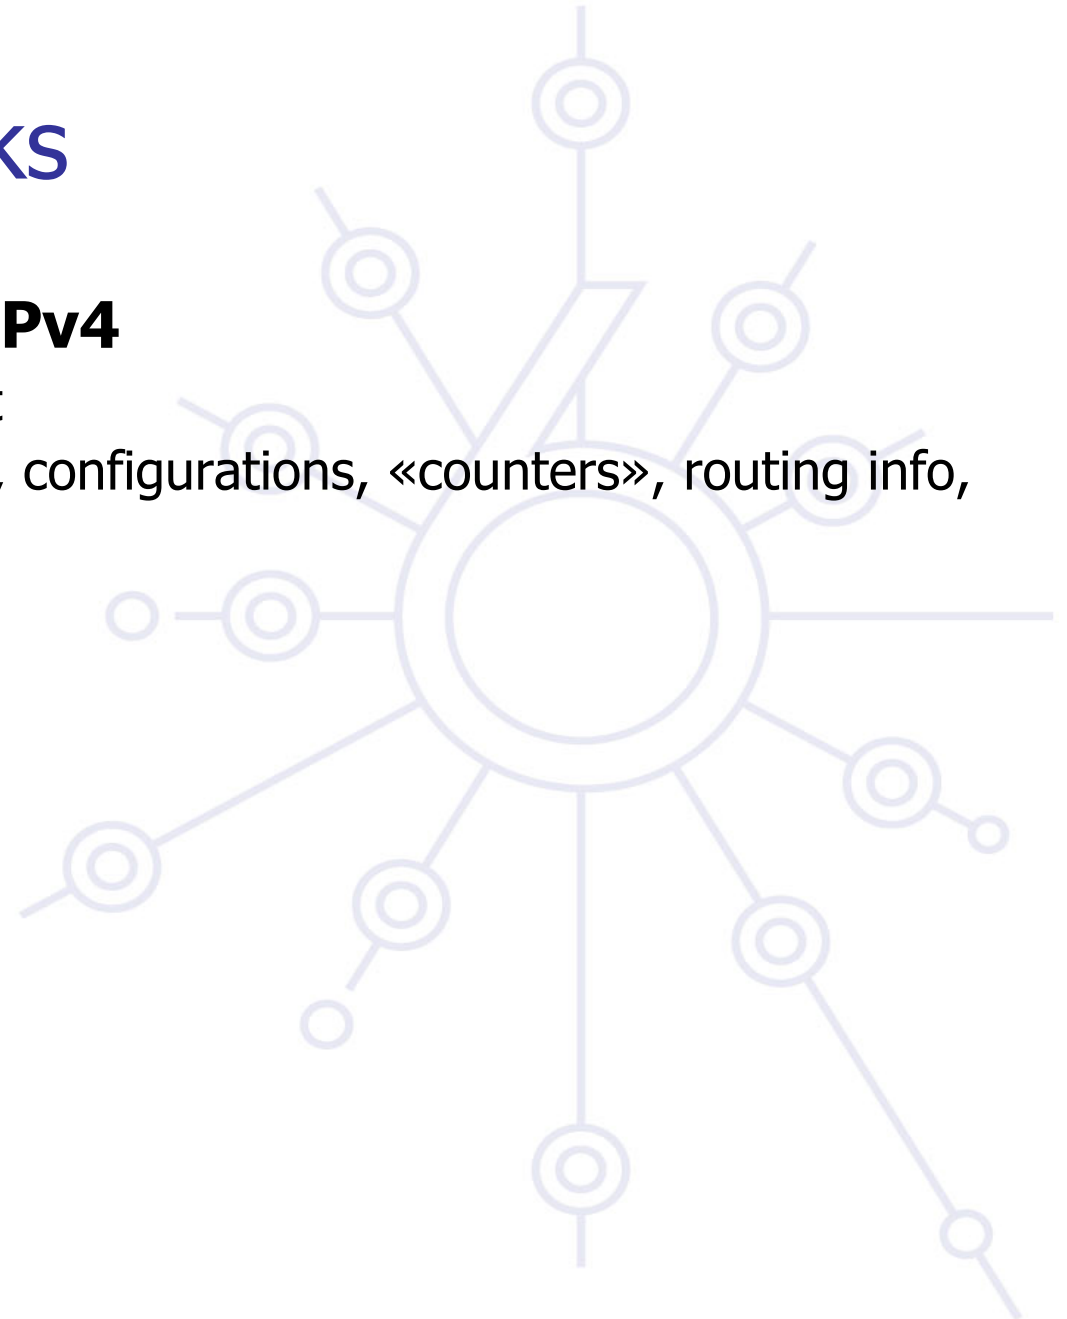 ks
Pv4
t
, configurations, «counters», routing info,